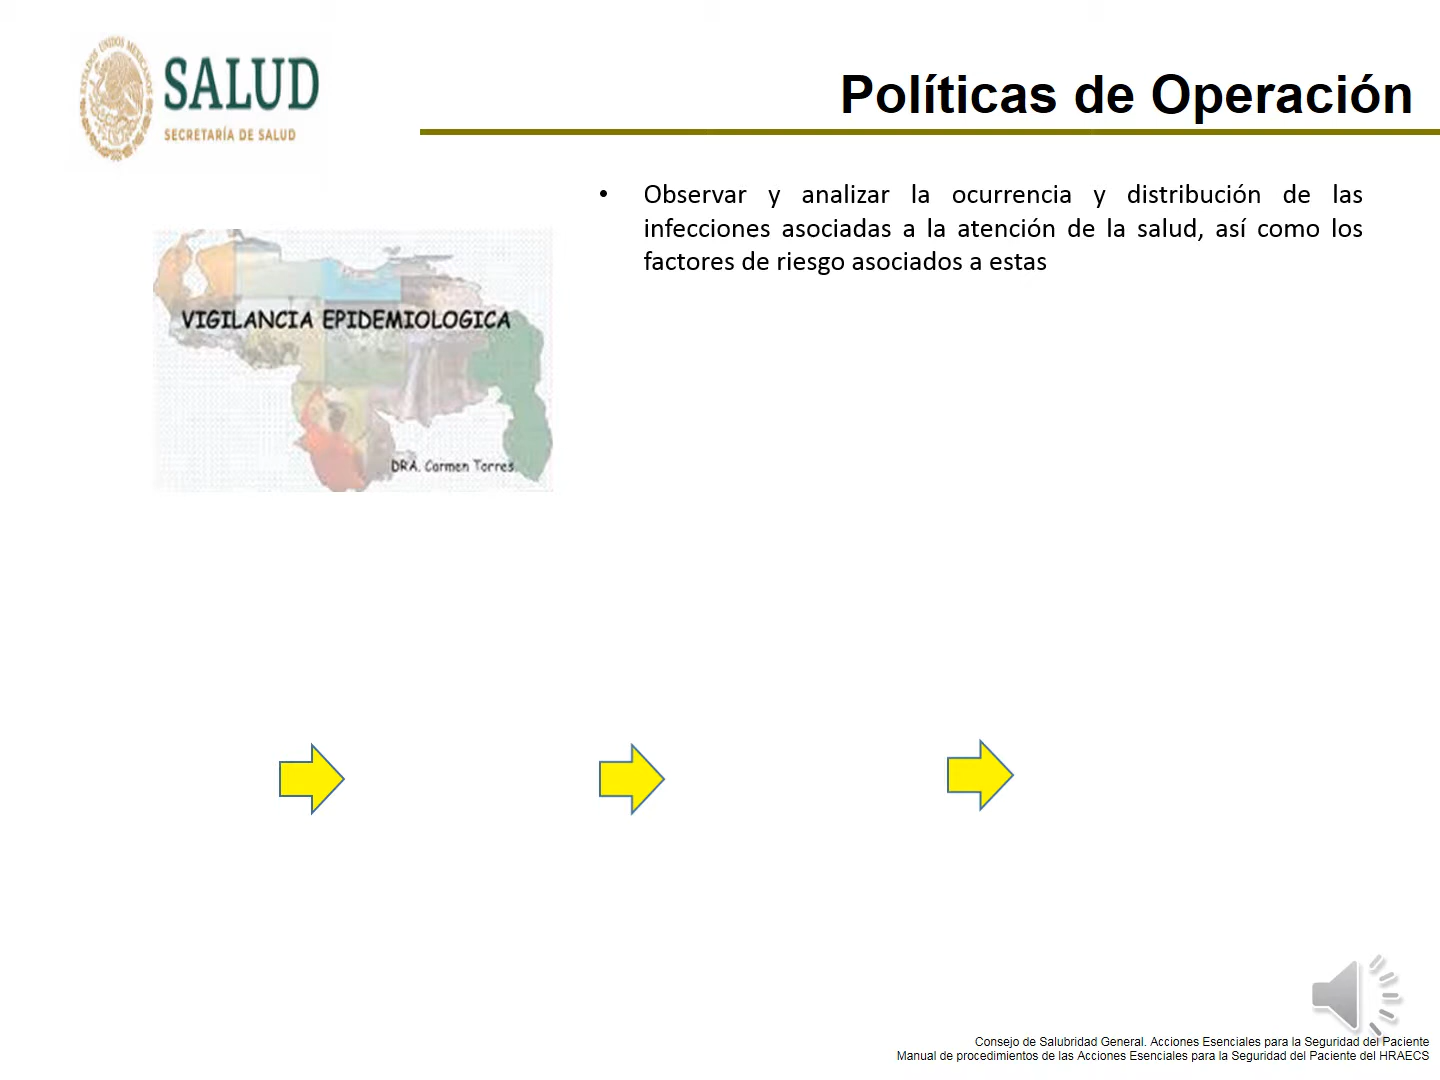 ESTADOS UNIDOS MEXICANOS
SALUD
SECRETARÍA DE SALUD
Políticas de Operación
• Observar y analizar la ocurrencia y distribución de las
infecciones asociadas a la atención de la salud, así como los
factores de riesgo asociados a estas
VIGILANCIA EPIDEMIOLOGICA
DRA. Carmen Torres
Consejo de Salubridad General. Acciones Esenciales para la Seguridad del Paciente
Manual de procedimientos de las Acciones Esenciales para la Seguridad del Paciente del HRAECS